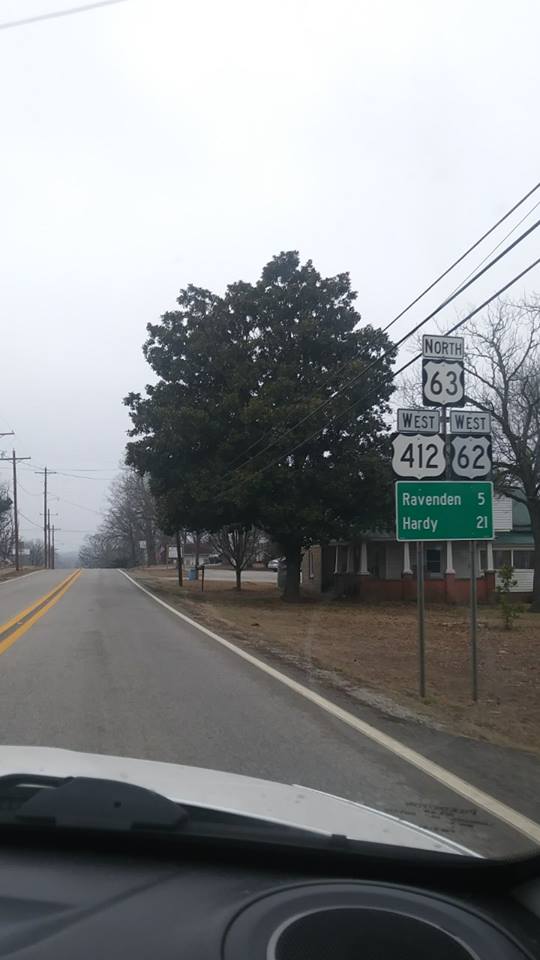 NORTH
63
WEST WEST
412 62
Ravenden 5
Hardy 21